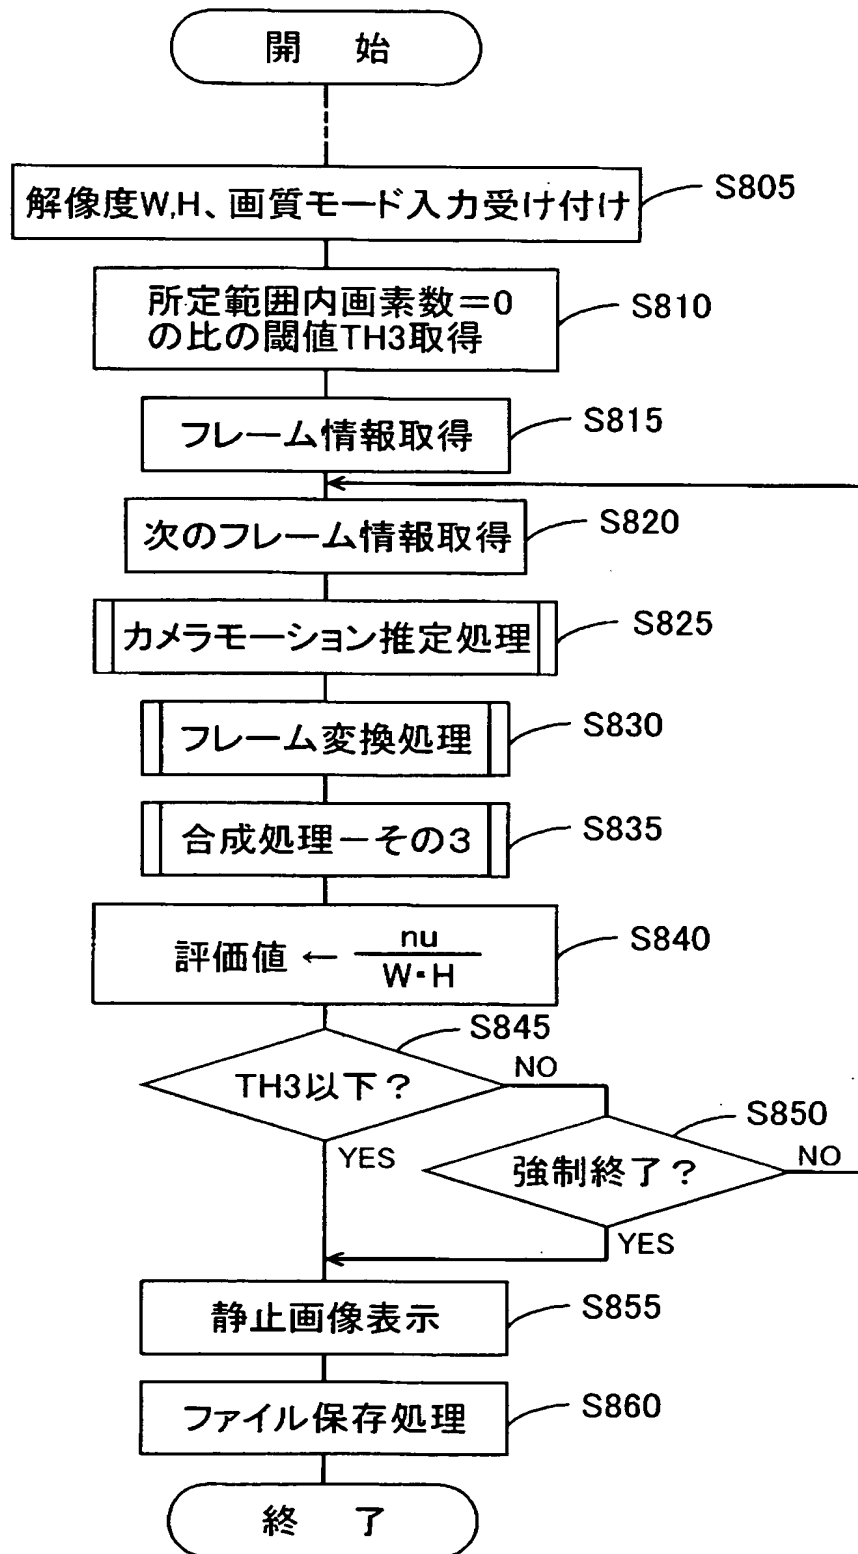 開 始
解像度W,H、画質モード入力受け付け
S805
所定範囲内画素数=0
の比の閾値TH3取得
S810
フレーム情報取得
S815
次のフレーム情報取得
S820
カメラモーション推定処理
S825
フレーム変換処理
S830
合成処理-その3
S835
評価値 ← nu
W・H
S840
S845
TH3以下?
NO
YES
S850
強制終了?
NO
YES
静止画像表示
S855
ファイル保存処理
S860
終 了